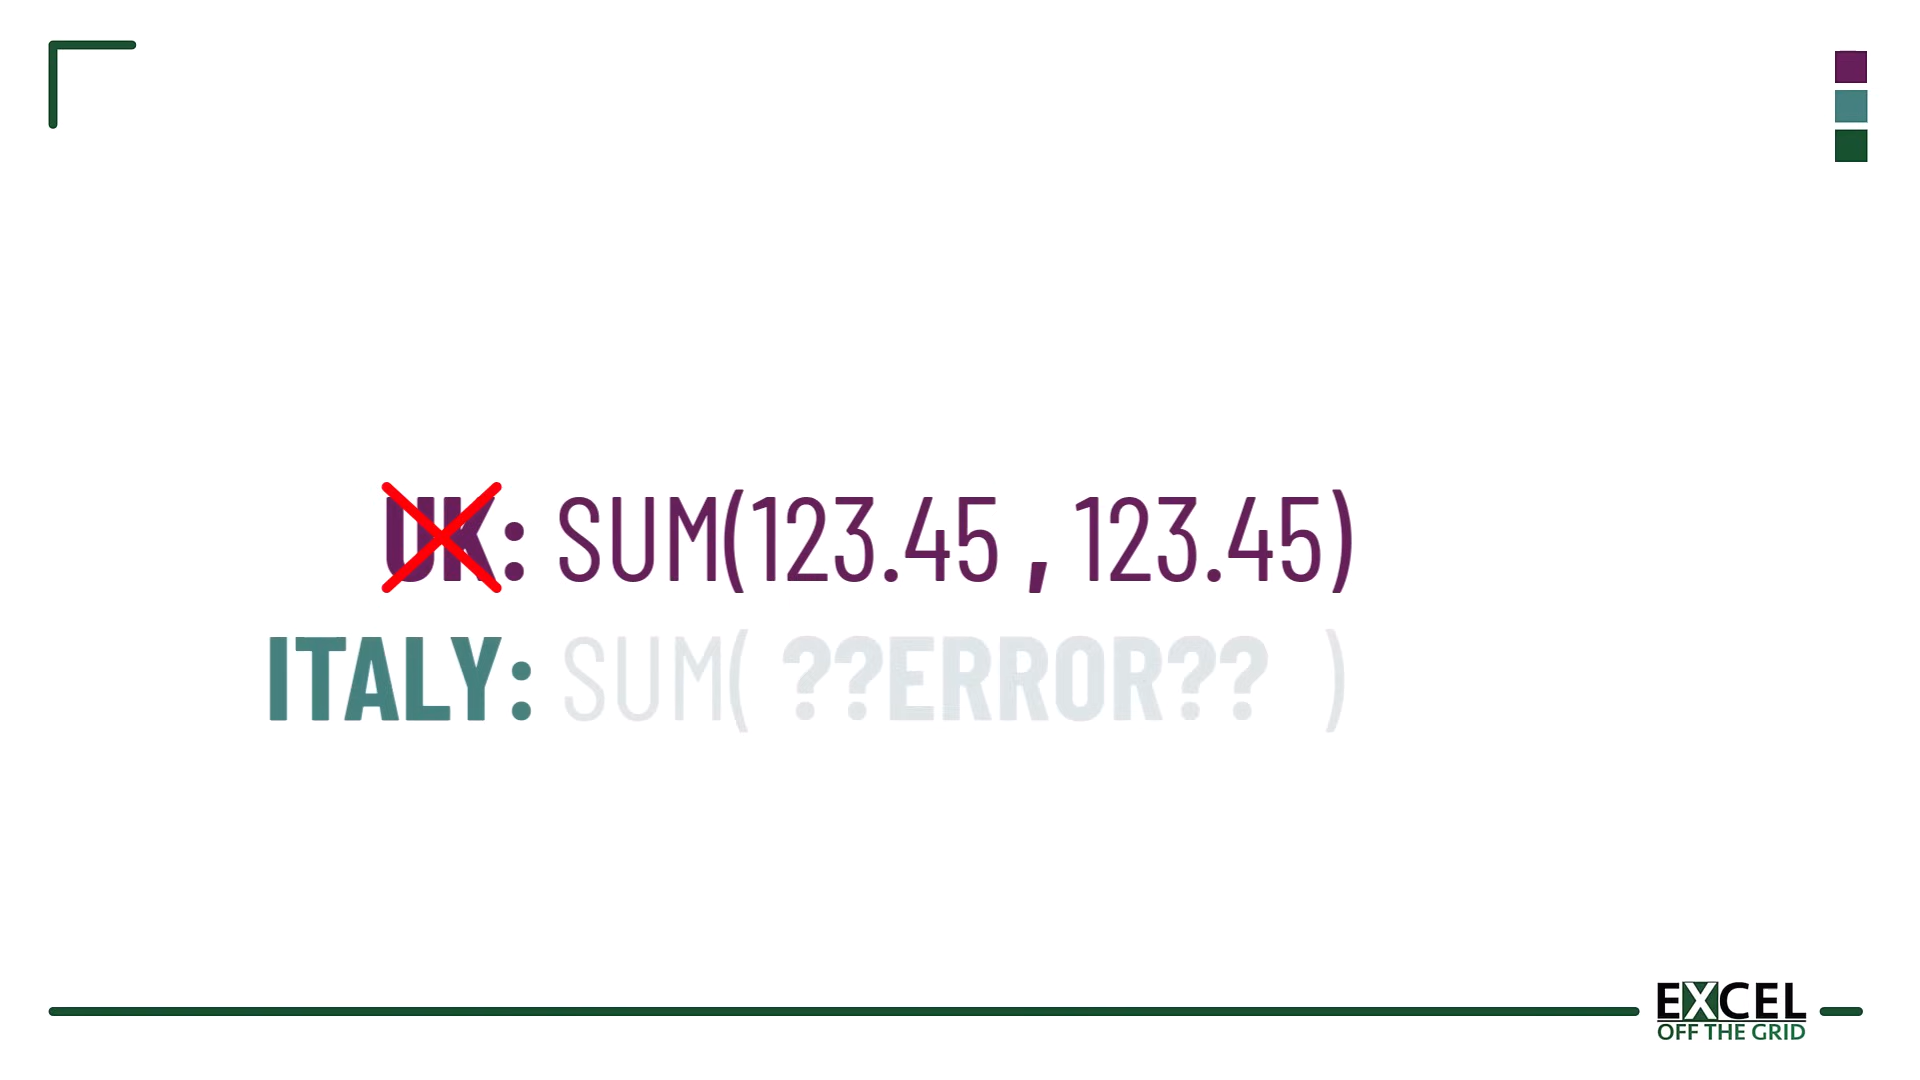 UK: SUM(123.45 , 123.45)
ITALY: SUM( ??ERROR?? )
EXCEL
OFF THE GRID